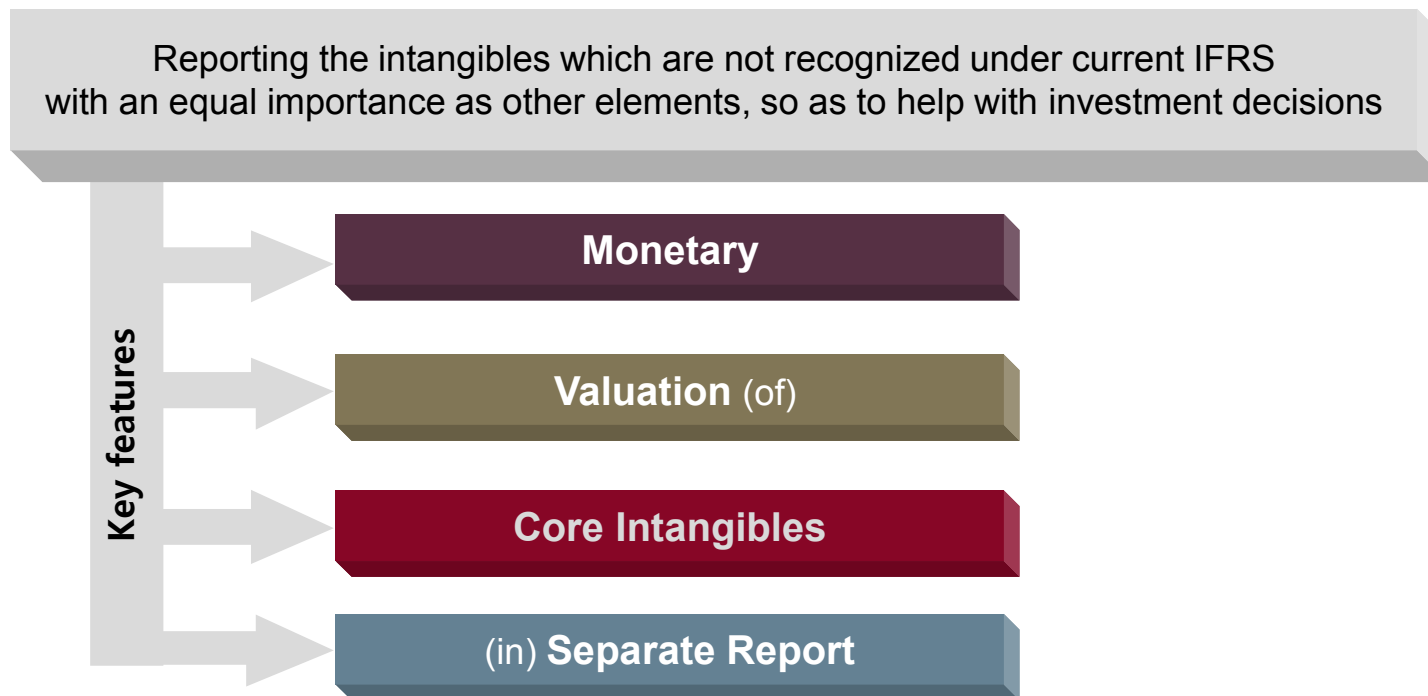 Reporting the intangibles which are not recognized under current IFRS
with an equal importance as other elements, so as to help with investment decisions
Key features
Monetary
Valuation (of)
Core Intangibles
(in) Separate Report